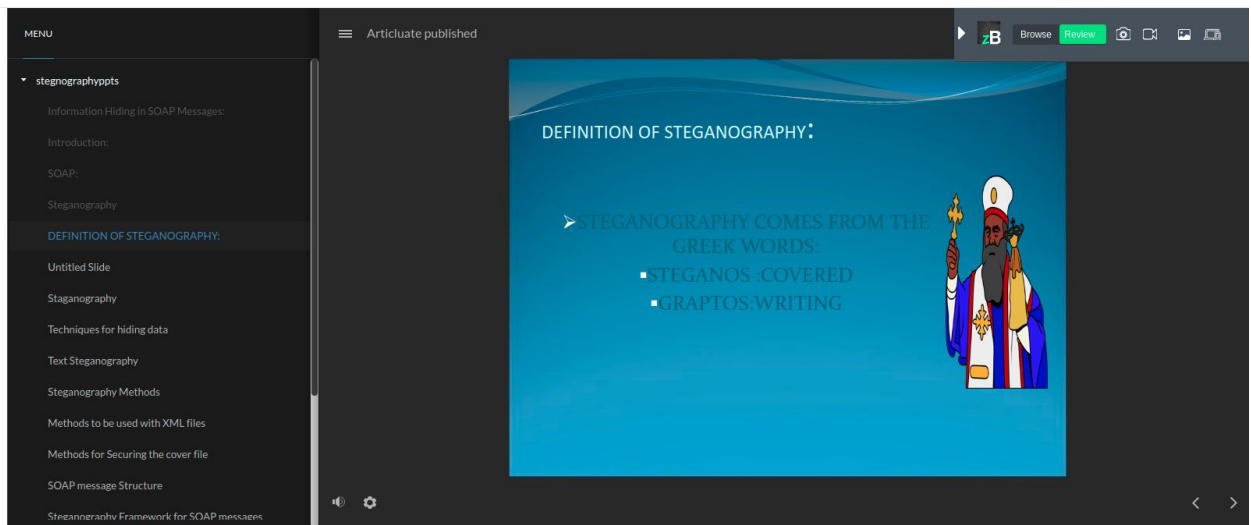 MENU
stegnographyppts
Information Hiding in SOAP Messages:
Introduction:
SOAP:
Steganography
DEFINITION OF STEGANOGRAPHY:
Untitled Slide
Staganography
Techniques for hiding data
Text Steganography
Steganography Methods
Methods to be used with XML files
Methods for Securing the cover file
SOAP message Structure
Steganography Framework for SOAP messages
Articluate published
zB
Browse
Review
DEFINITION OF STEGANOGRAPHY:
STEGANOGRAPHY COMES FROM THE
GREEK WORDS:
STEGANOS :COVERED
GRAPTOS:WRITING